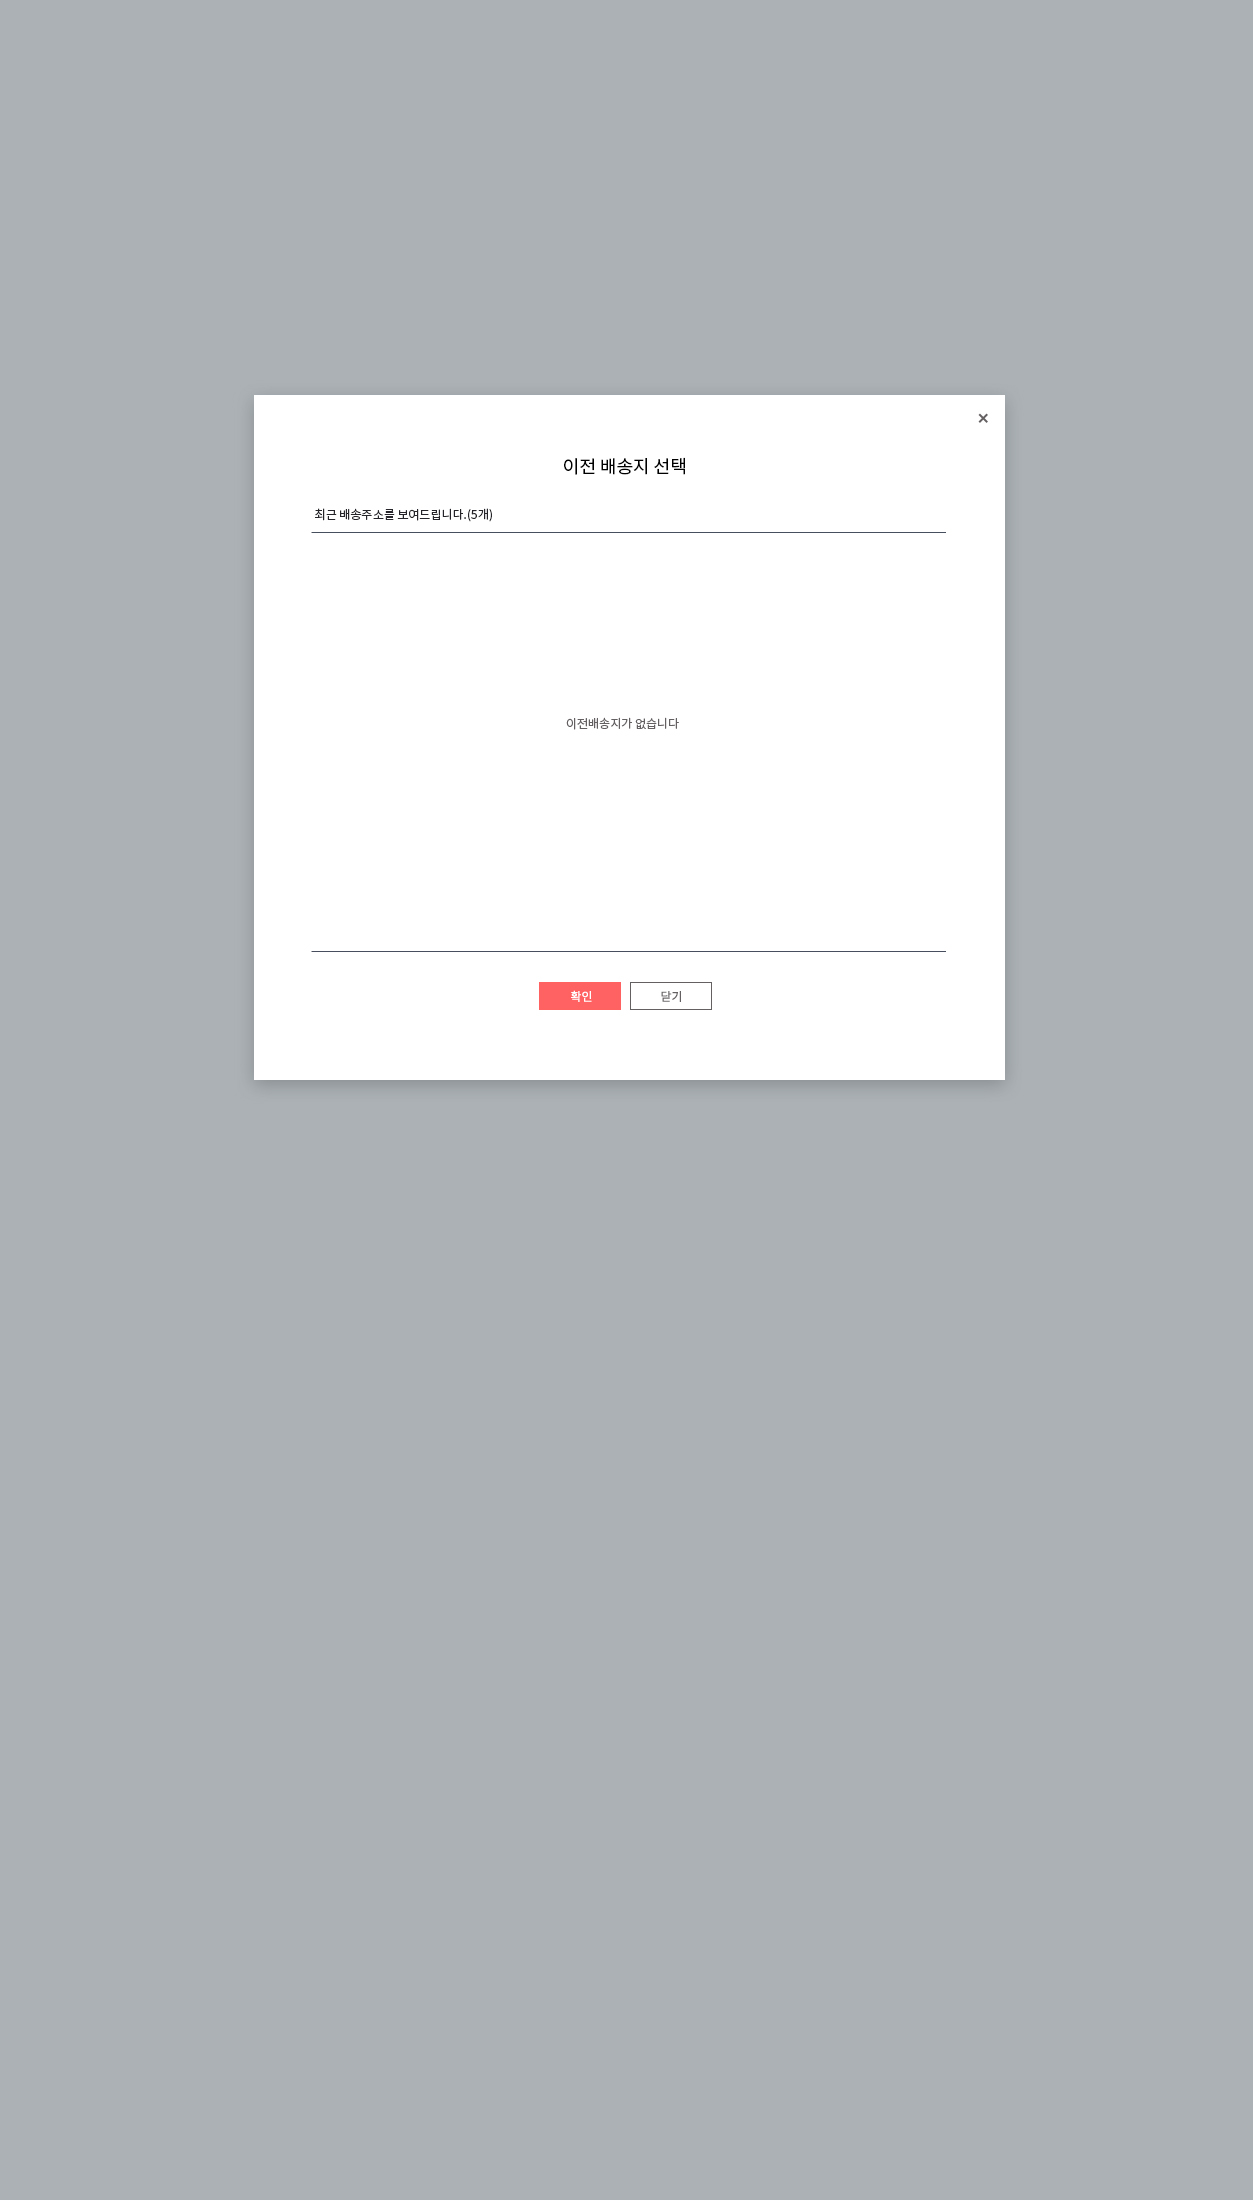 ×
이전 배송지 선택
최근 배송주소를 보여드립니다.(5개)
이전배송지가 없습니다
확인 닫기